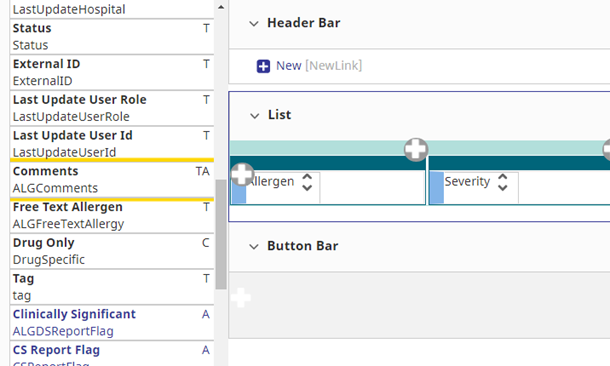 LastUpdateHospital
Status T
Status
External ID T
ExternalID
Last Update User Role T
LastUpdateUserRole
Last Update User Id T
LastUpdateUserId
Comments TA
ALGComments
Free Text Allergen T
ALGFreeTextAllergy
Drug Only C
DrugSpecific
Tag T
tag
Clinically Significant A
ALGDSReportFlag
CS Report Flag A
CSReportFlag
Header Bar
New [NewLink]
List
Allergen
Severity
Button Bar